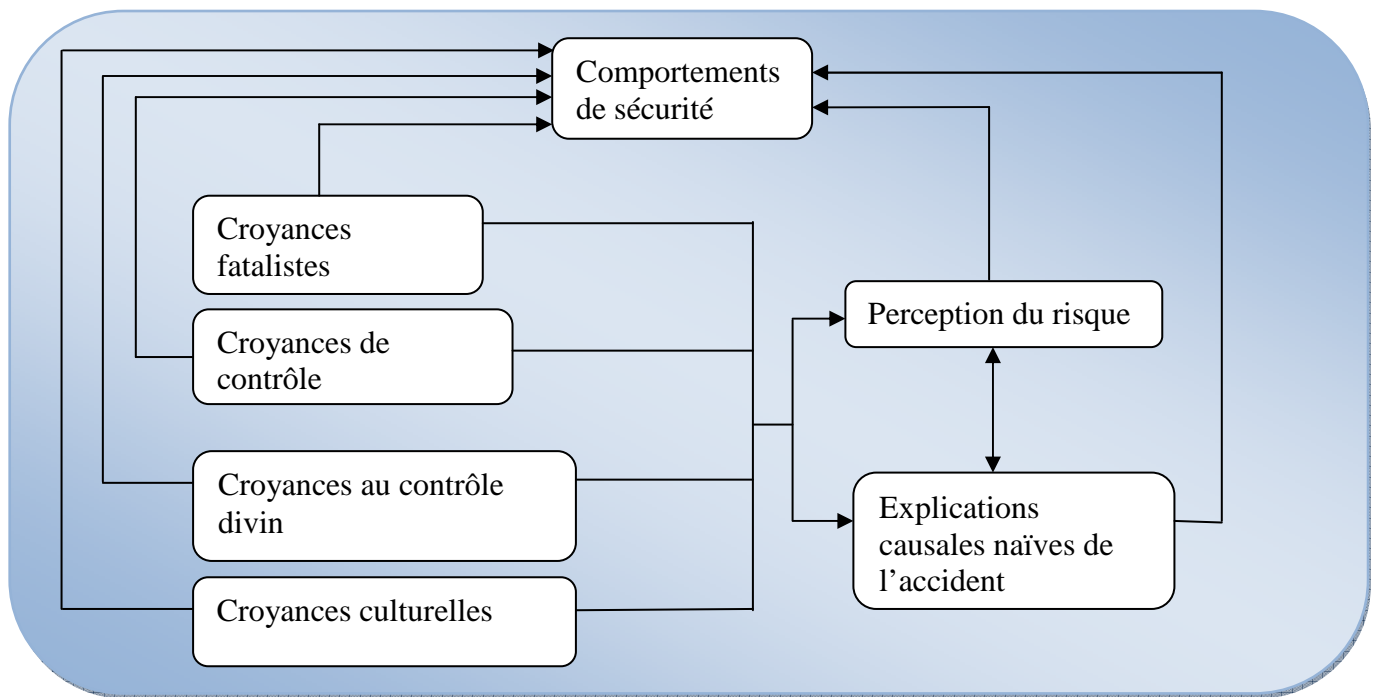 Comportements
de sécurité
Croyances
fatalistes
Croyances de
contrôle
Perception du risque
Croyances au contrôle
divin
Explications
causales naïves de
l’accident
Croyances culturelles